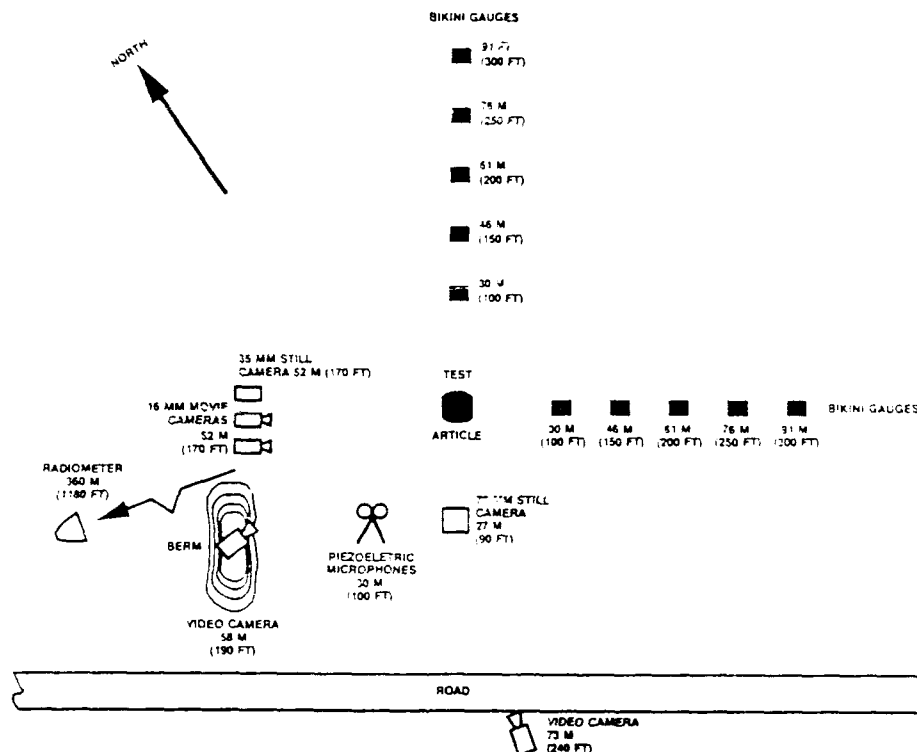 BIKINI GAUGES
NORTH
91 FT
(300 FT)
76 M
(250 FT)
61 M
(200 FT)
46 M
(150 FT)
30 M
(100 FT)
35 MM STILL
CAMERA 52 M (170 FT)
16 MM MOVIE
CAMERAS
52 M
(170 FT)
TEST
ARTICLE
BIKINI GAUGES
30 M
(100 FT)
46 M
(150 FT)
61 M
(200 FT)
76 M
(250 FT)
91 M
(300 FT)
RADIOMETER
360 M
(1180 FT)
BERM
PIEZOELETRIC
MICROPHONES
30 M
(100 FT)
MM STILL
CAMERA
27 M
(90 FT)
VIDEO CAMERA
58 M
(190 FT)
ROAD
VIDEO CAMERA
73 M
(240 FT)